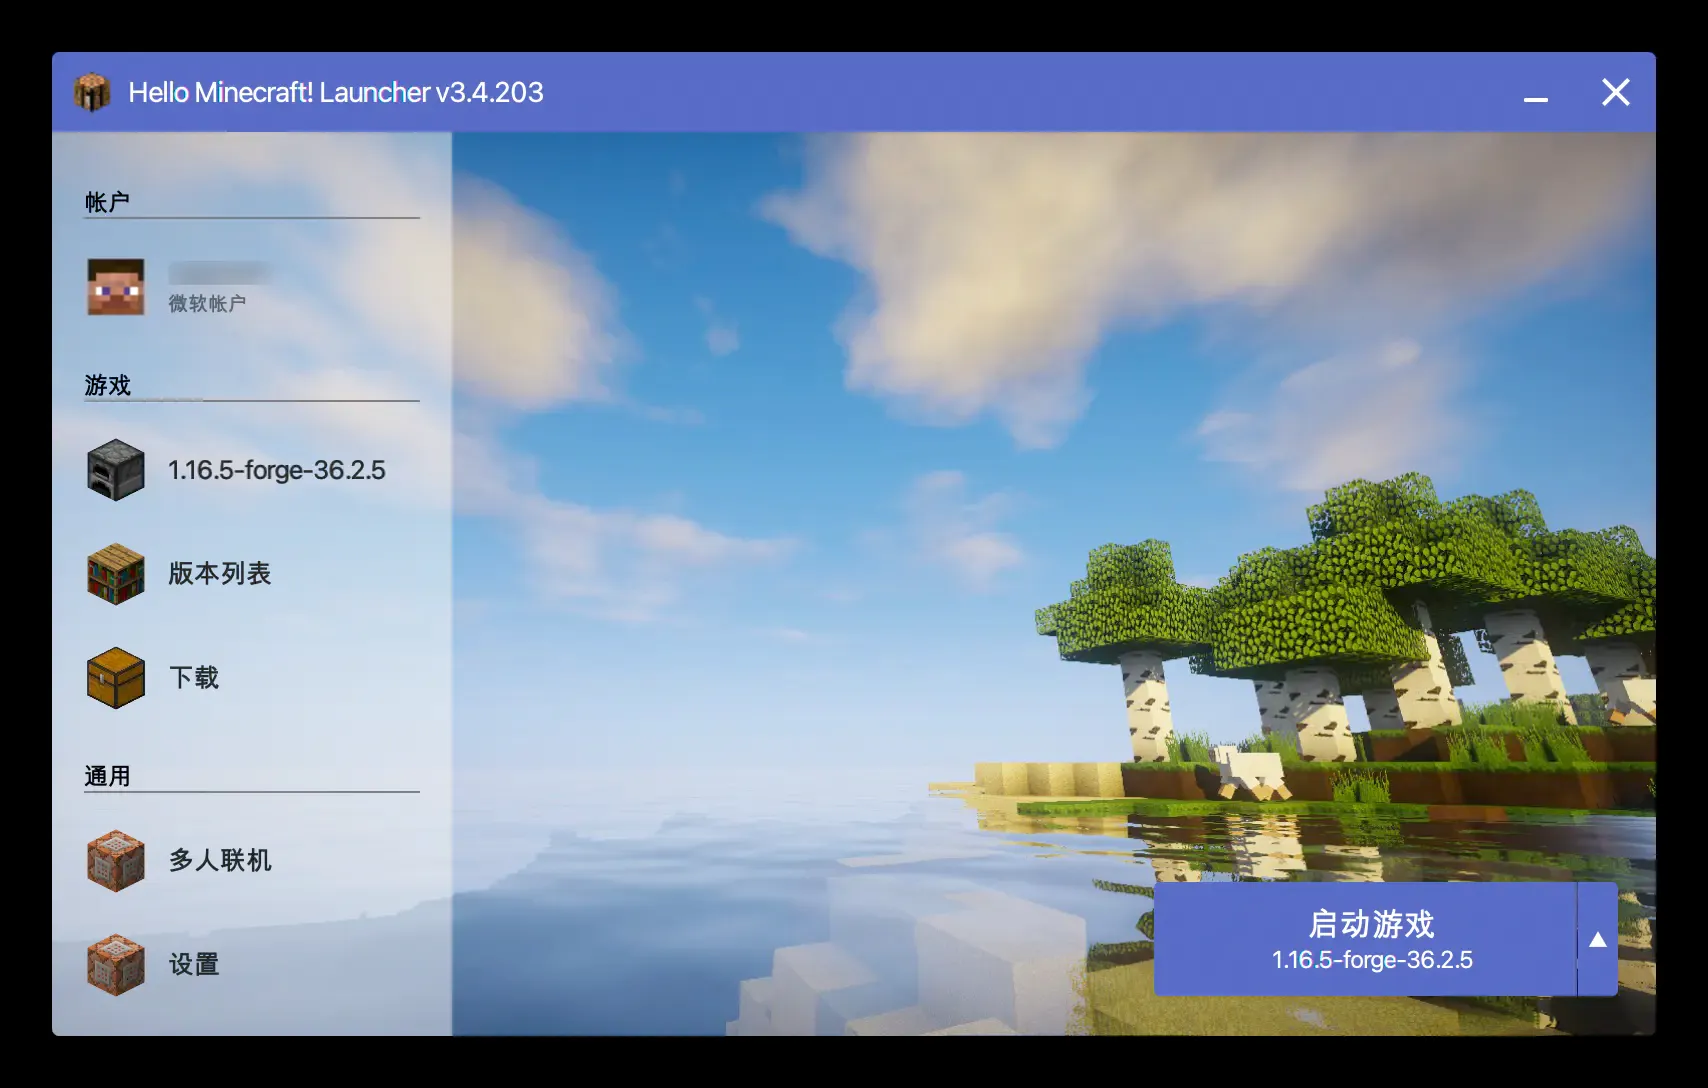 Hello Minecraft! Launcher v3.4.203
帐户
微软帐户
游戏
1.16.5-forge-36.2.5
版本列表
下载
通用
多人联机
设置
启动游戏
1.16.5-forge-36.2.5